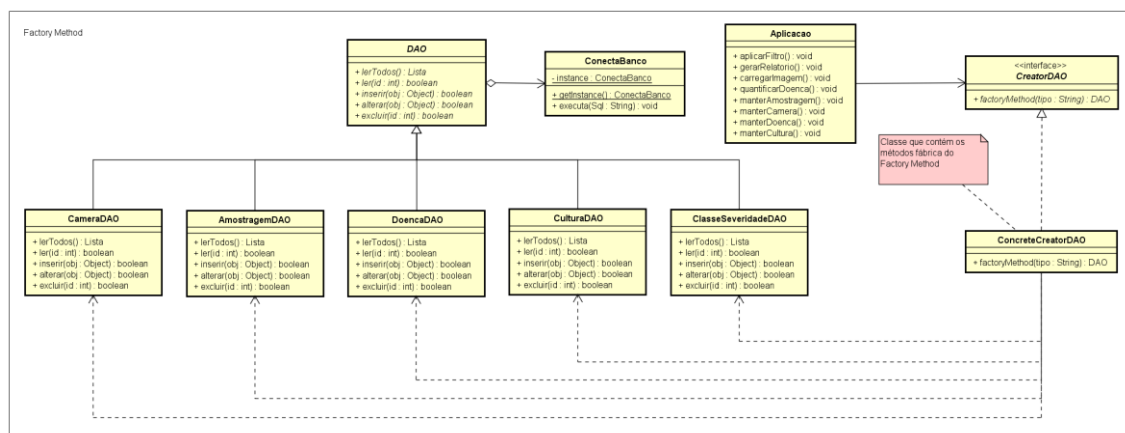 Factory Method
DAO
+ lerTodos() : Lista
+ ler(id : int) : boolean
+ inserir(obj : Object) : boolean
+ alterar(obj : Object) : boolean
+ excluir(id : int) : boolean
ConectaBanco
- instance : ConectaBanco
+ getInstance() : ConectaBanco
+ executa(Sql : String) : void
Aplicacao
+ aplicarFiltro() : void
+ gerarRelatorio() : void
+ carregarImagem() : void
+ quantificarDoenca() : void
+ manterAmostragem() : void
+ manterCamera() : void
+ manterDoenca() : void
+ manterCultura() : void
<<interface>>
CreatorDAO
+ factoryMethod(tipo : String) : DAO
Classe que contém os
métodos fábrica do
Factory Method
CameraDAO
+ lerTodos() : Lista
+ ler(id : int) : boolean
+ inserir(obj : Object) : boolean
+ alterar(obj : Object) : boolean
+ excluir(id : int) : boolean
AmostragemDAO
+ lerTodos() : Lista
+ ler(id : int) : boolean
+ inserir(obj : Object) : boolean
+ alterar(obj : Object) : boolean
+ excluir(id : int) : boolean
DoencaDAO
+ lerTodos() : Lista
+ ler(id : int) : boolean
+ inserir(obj : Object) : boolean
+ alterar(obj : Object) : boolean
+ excluir(id : int) : boolean
CulturaDAO
+ lerTodos() : Lista
+ ler(id : int) : boolean
+ inserir(obj : Object) : boolean
+ alterar(obj : Object) : boolean
+ excluir(id : int) : boolean
ClasseSeveridadeDAO
+ lerTodos() : Lista
+ ler(id : int) : boolean
+ inserir(obj : Object) : boolean
+ alterar(obj : Object) : boolean
+ excluir(id : int) : boolean
ConcreteCreatorDAO
+ factoryMethod(tipo : String) : DAO